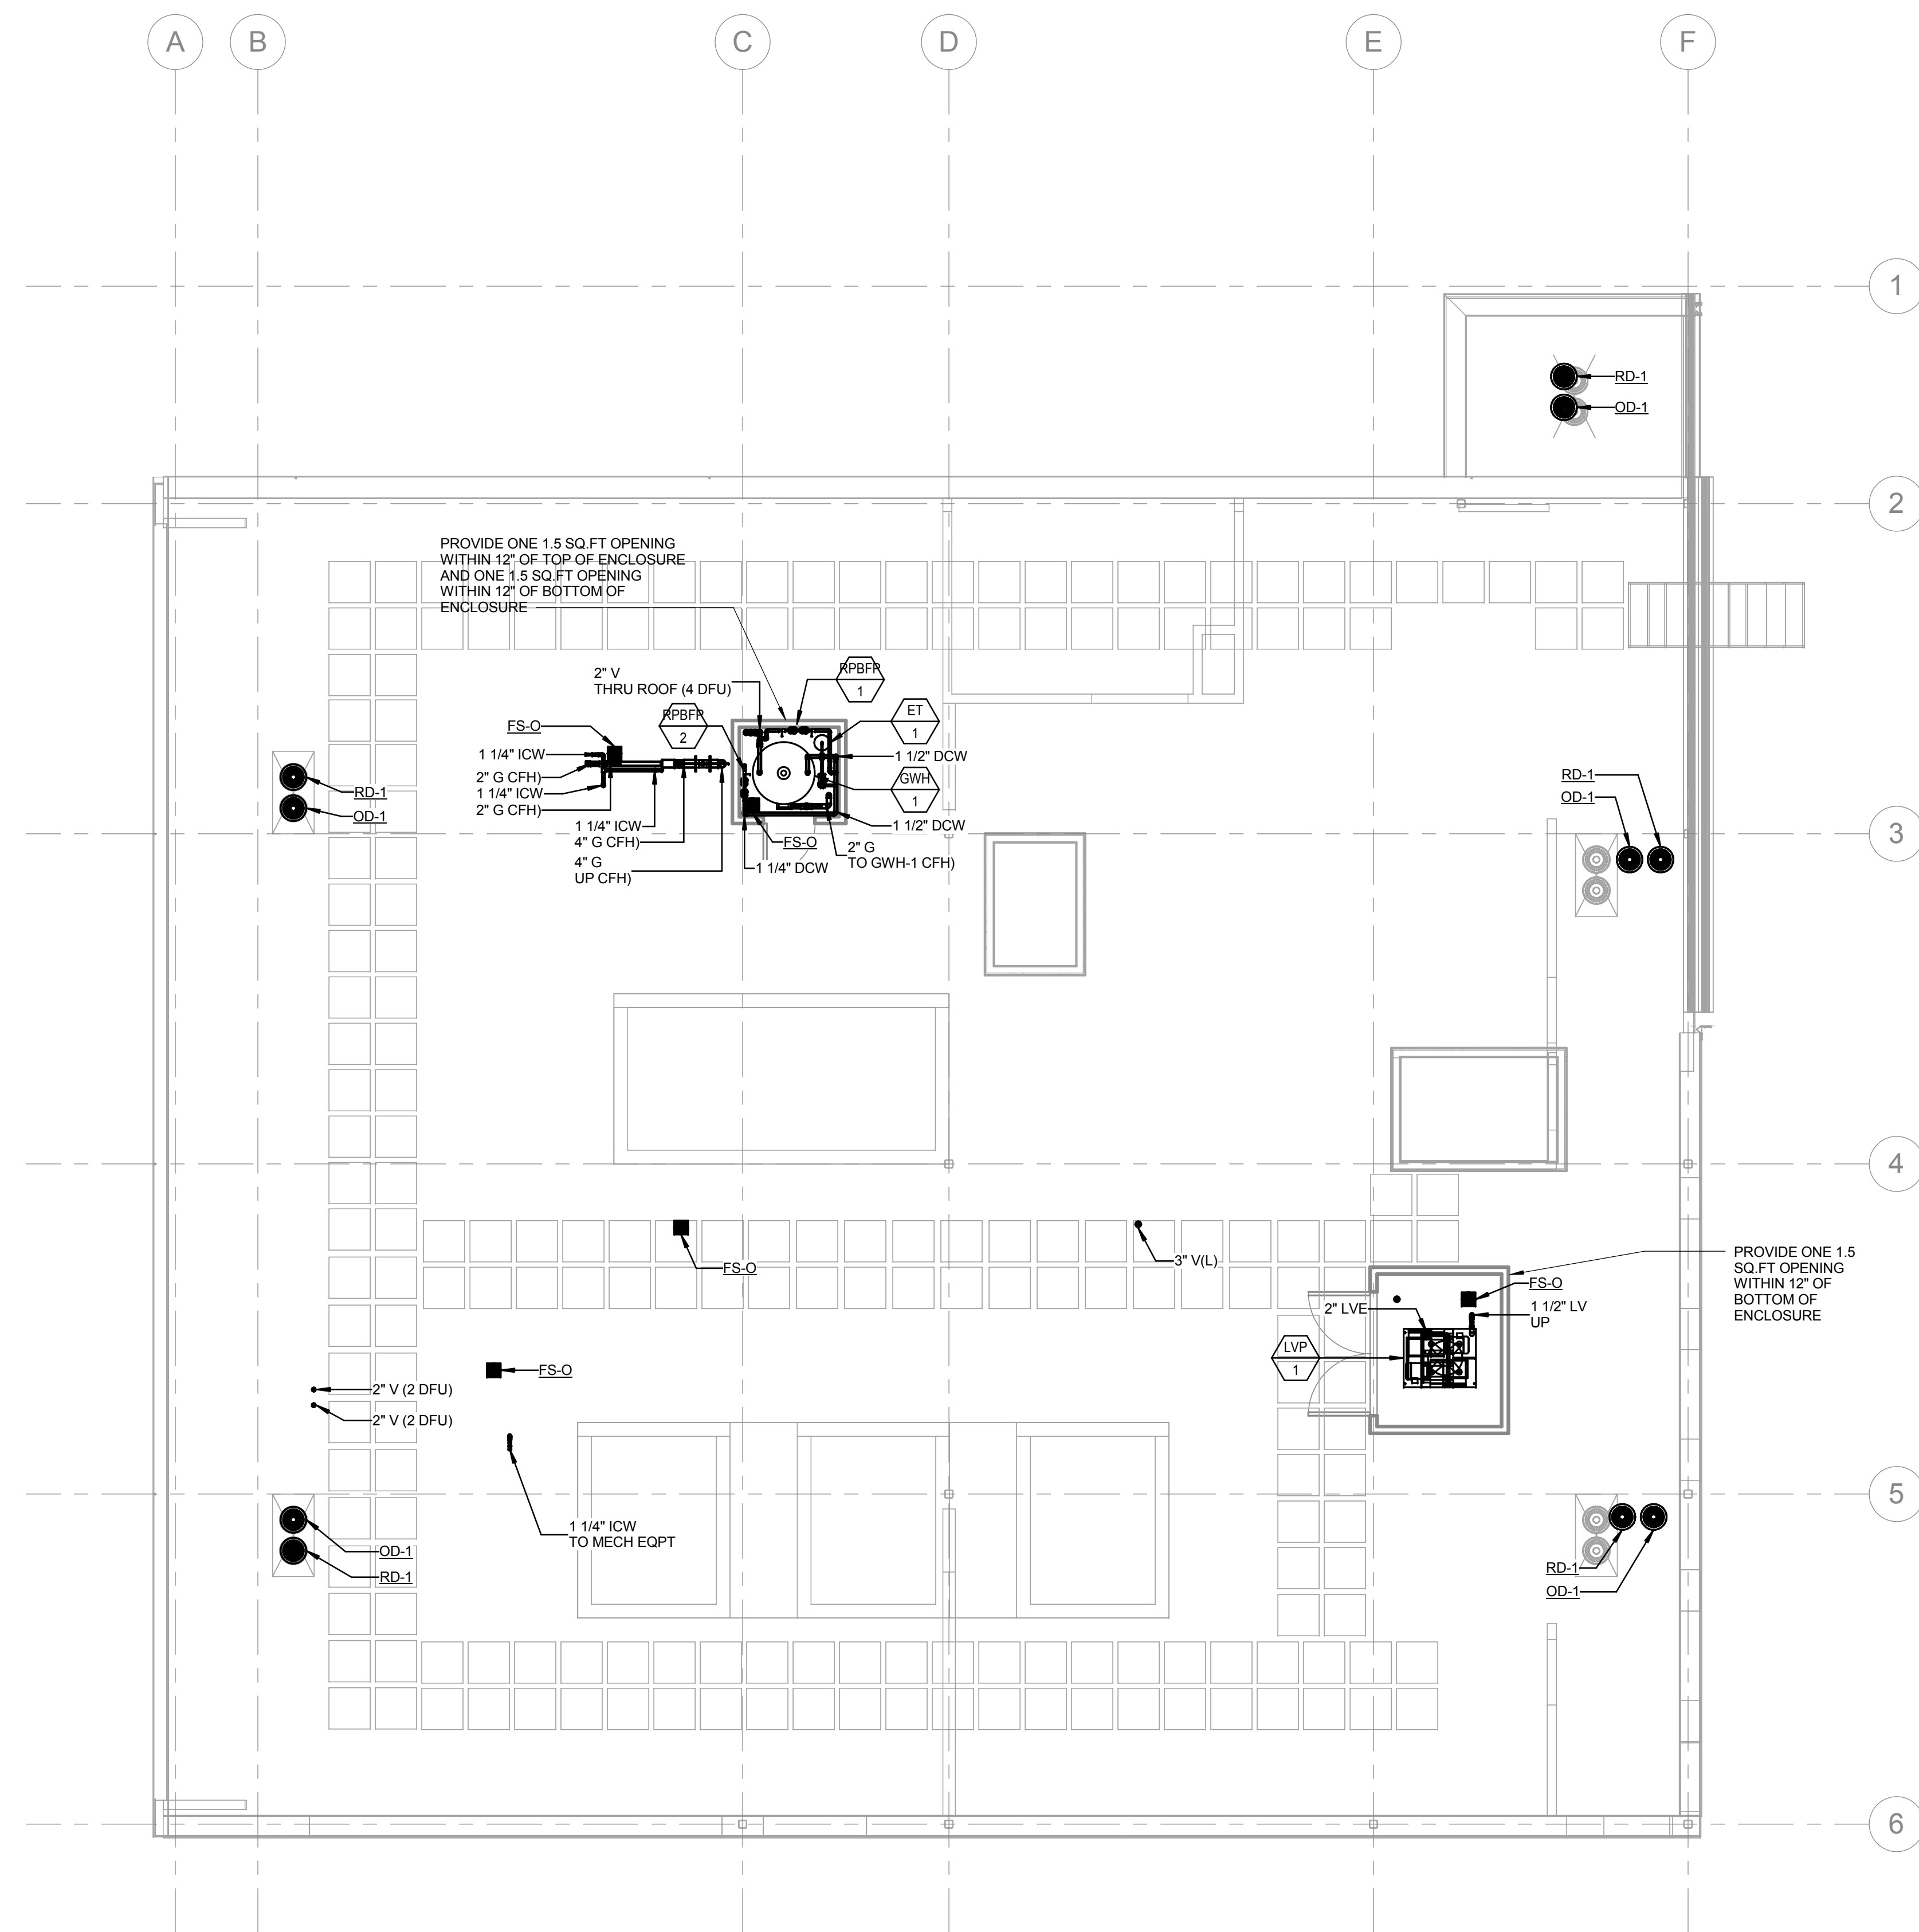 A
B
C
D
E
F
1
RD-1
OD-1
2
PROVIDE ONE 1.5 SQ.FT OPENING
WITHIN 12" OF TOP OF ENCLOSURE
AND ONE 1.5 SQ.FT OPENING
WITHIN 12" OF BOTTOM OF
ENCLOSURE
2" V
THRU ROOF (4 DFU)
RPBFP
1
RPBFP
2
ET
1
FS-O
1 1/4" ICW
2" G CFH)
1 1/4" ICW
2" G CFH)
1 1/2" DCW
GWH
1
1 1/4" ICW
4" G CFH)
4" G
UP CFH)
1 1/2" DCW
FS-O
1 1/4" DCW
2" G
TO GWH-1 CFH)
RD-1
OD-1
RD-1
OD-1
3
4
FS-O
3" V(L)
PROVIDE ONE 1.5
SQ.FT OPENING
WITHIN 12" OF
BOTTOM OF
ENCLOSURE
FS-O
1 1/2" LV
UP
2" LVE
LVP
1
FS-O
2" V (2 DFU)
2" V (2 DFU)
5
1 1/4" ICW
TO MECH EQPT
OD-1
RD-1
RD-1
OD-1
6